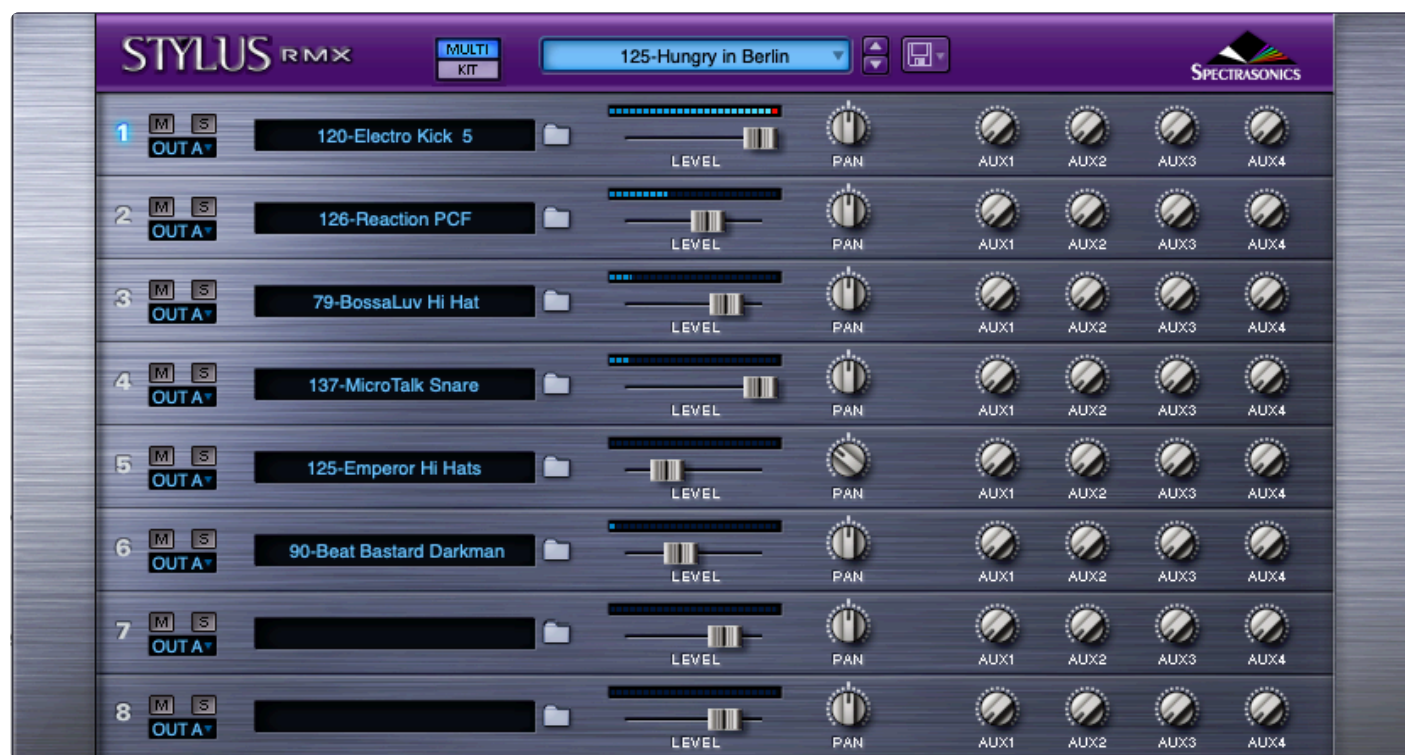 STYLUS RMX
MULTI
KIT
125-Hungry in Berlin
SPECTRASONICS
1 M S OUT A 120-Electro Kick 5 LEVEL PAN AUX1 AUX2 AUX3 AUX4
2 M S OUT A 126-Reaction PCF LEVEL PAN AUX1 AUX2 AUX3 AUX4
3 M S OUT A 79-BossaLuv Hi Hat LEVEL PAN AUX1 AUX2 AUX3 AUX4
4 M S OUT A 137-MicroTalk Snare LEVEL PAN AUX1 AUX2 AUX3 AUX4
5 M S OUT A 125-Emperor Hi Hats LEVEL PAN AUX1 AUX2 AUX3 AUX4
6 M S OUT A 90-Beat Bastard Darkman LEVEL PAN AUX1 AUX2 AUX3 AUX4
7 M S OUT A LEVEL PAN AUX1 AUX2 AUX3 AUX4
8 M S OUT A LEVEL PAN AUX1 AUX2 AUX3 AUX4